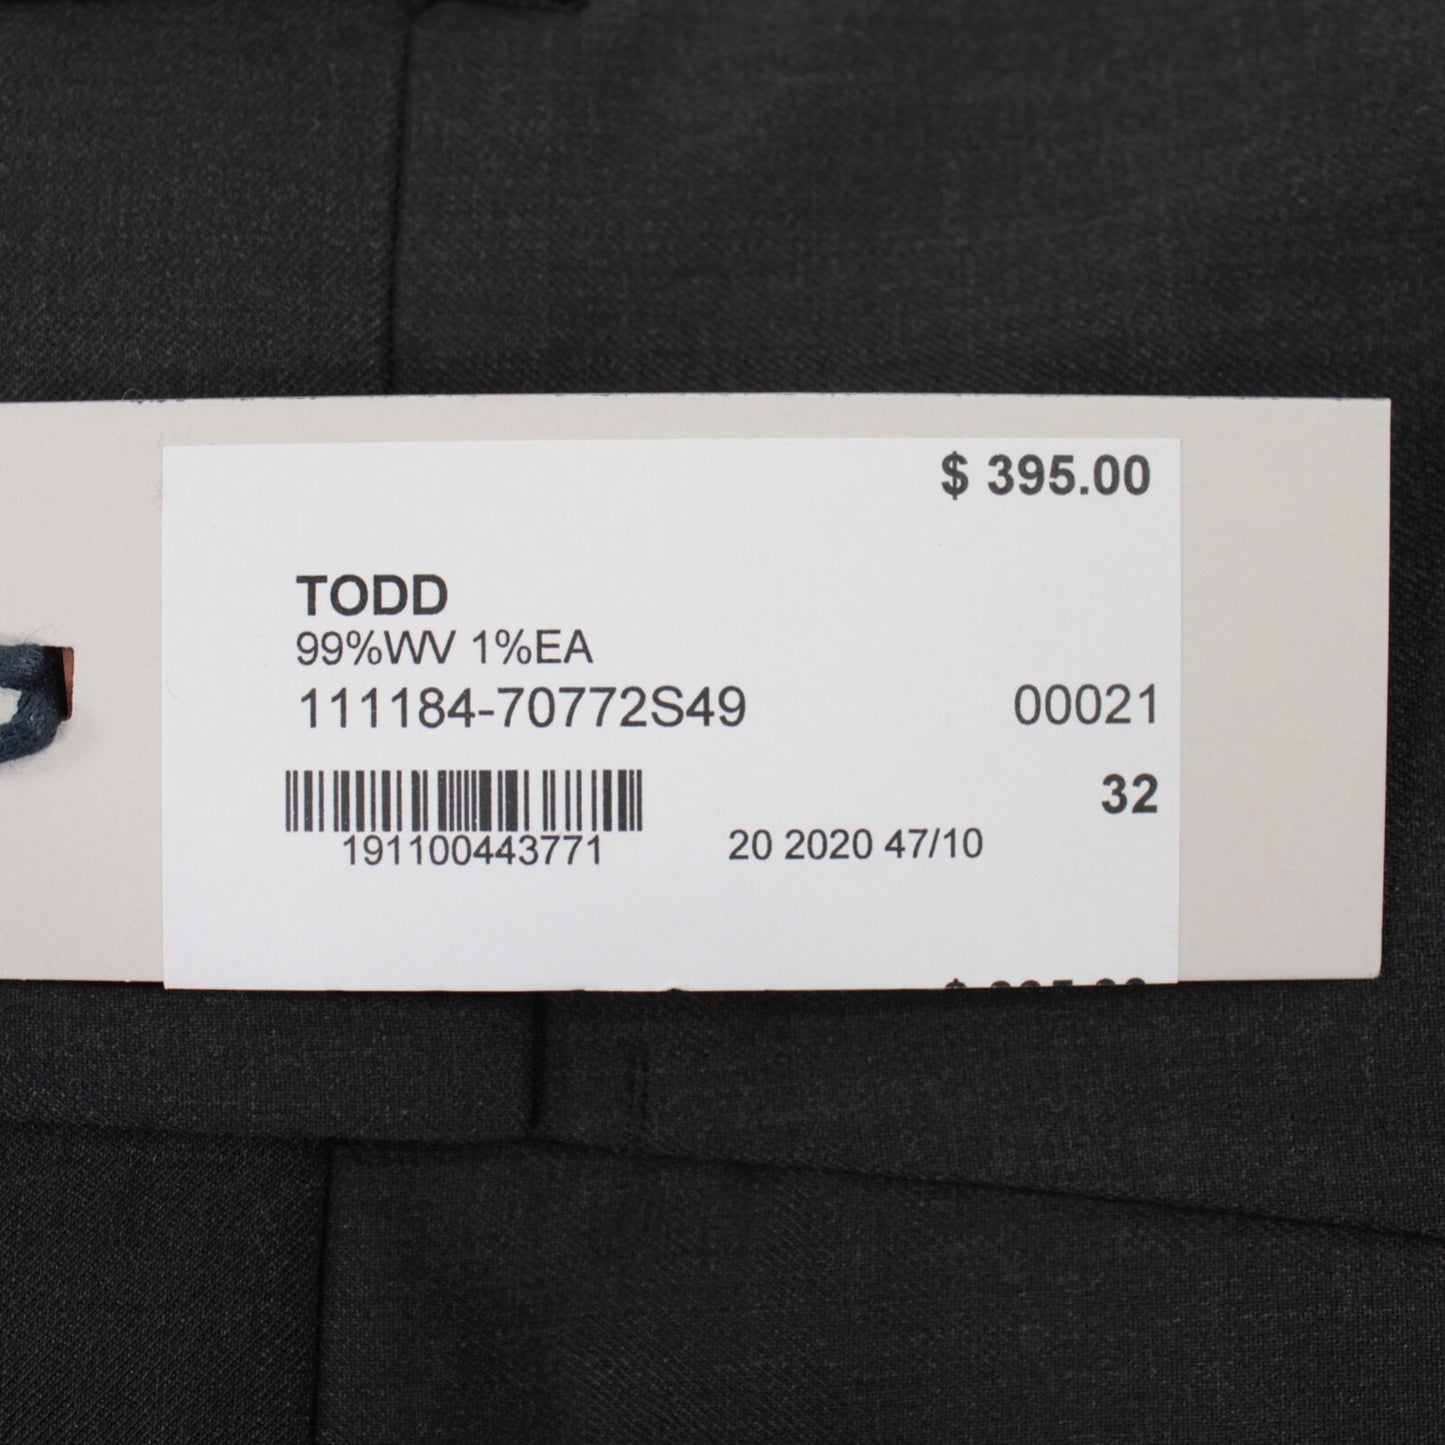 $ 395.00
TODD
99%WV 1%EA
111184-70772S49 00021
32
191100443771 20 2020 47/10